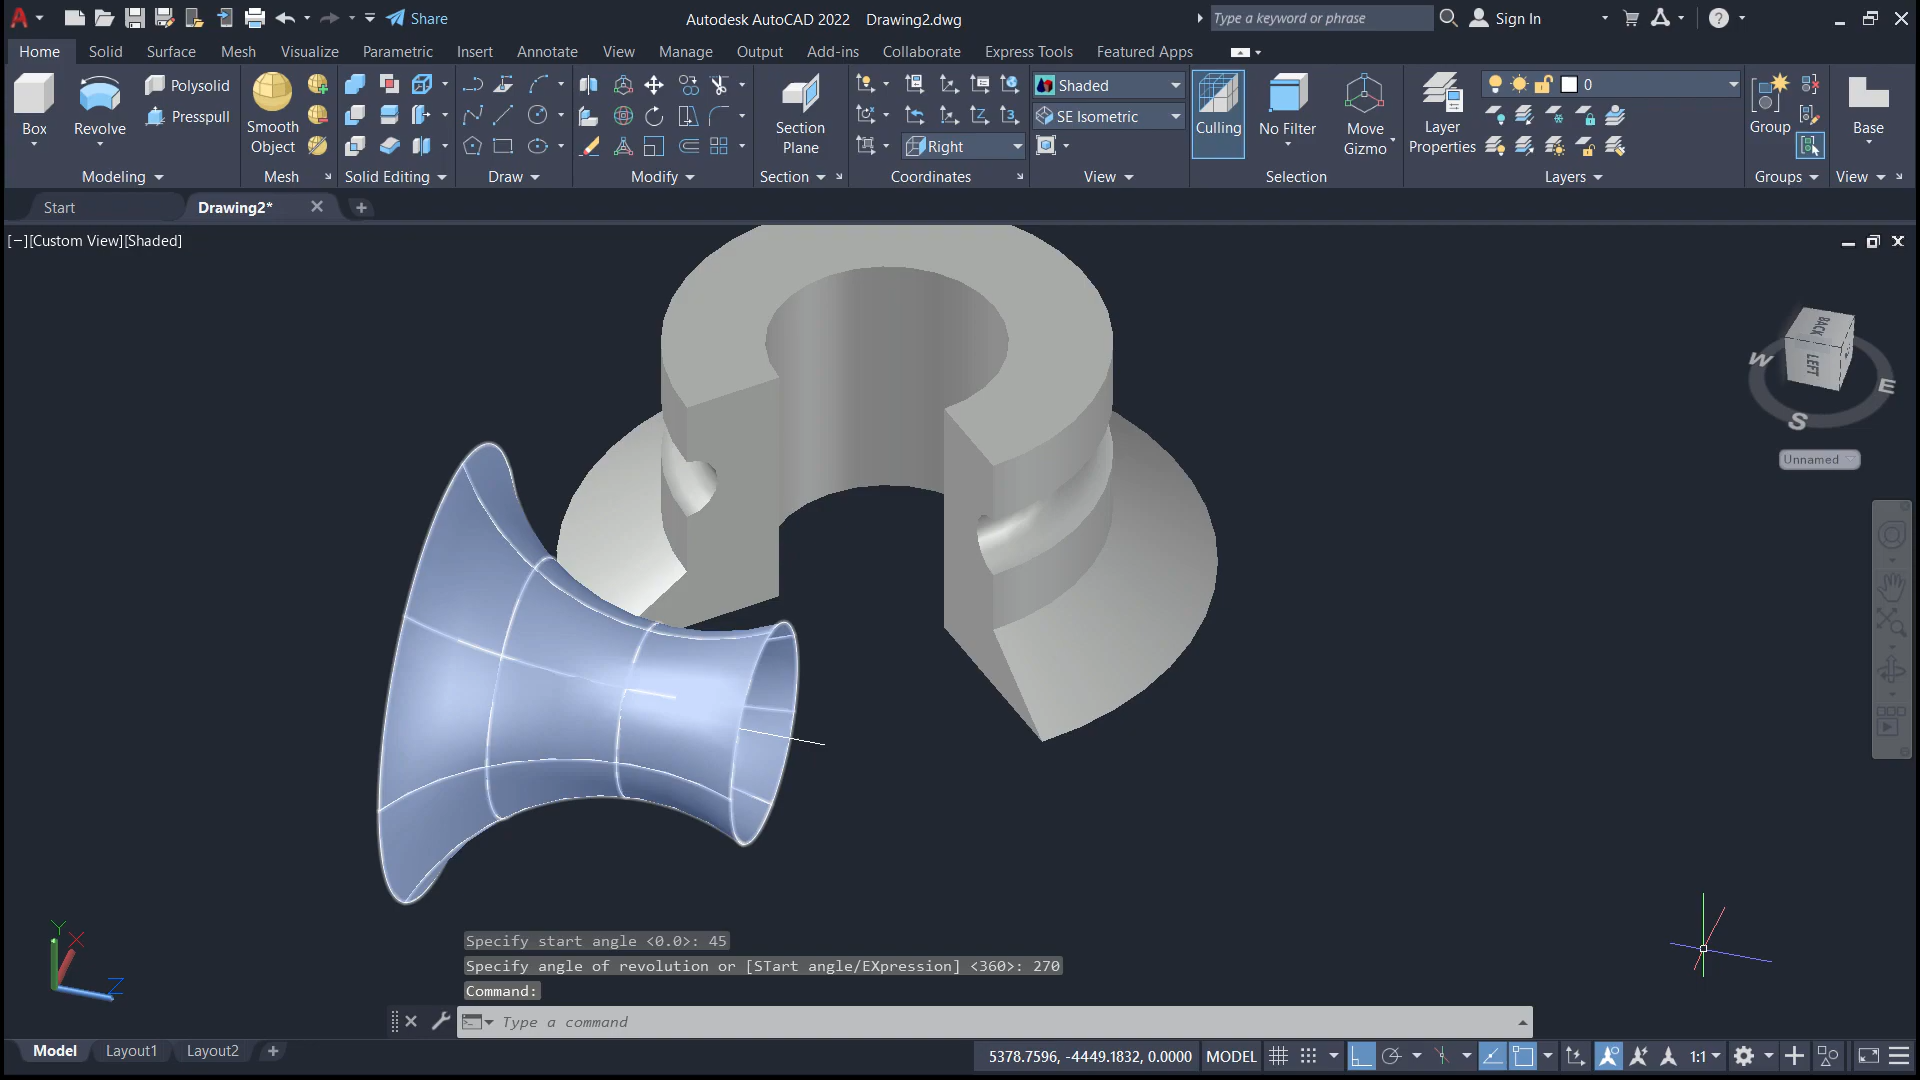 Share
Autodesk AutoCAD 2022 Drawing2.dwg
Type a keyword or phrase
Sign In
Home Solid Surface Mesh Visualize Parametric Insert Annotate View Manage Output Add-ins Collaborate Express Tools Featured Apps
Box
Revolve
Polysolid
Presspull
Modeling
Smooth Object
Mesh
Solid Editing
Draw
Modify
Section Plane
Section
Right
Coordinates
Shaded
SE Isometric
View
Culling
No Filter
Move Gizmo
Selection
Layer Properties
0
Layers
Group
Groups
Base
View
Start
Drawing2*
[−][Custom View][Shaded]
BACK
LEFT
W
E
S
Unnamed
Y
X
Z
Specify start angle <0.0>: 45
Specify angle of revolution or [STart angle/EXpression] <360>: 270
Command:
Type a command
Model Layout1 Layout2
5378.7596, -4449.1832, 0.0000 MODEL 1:1